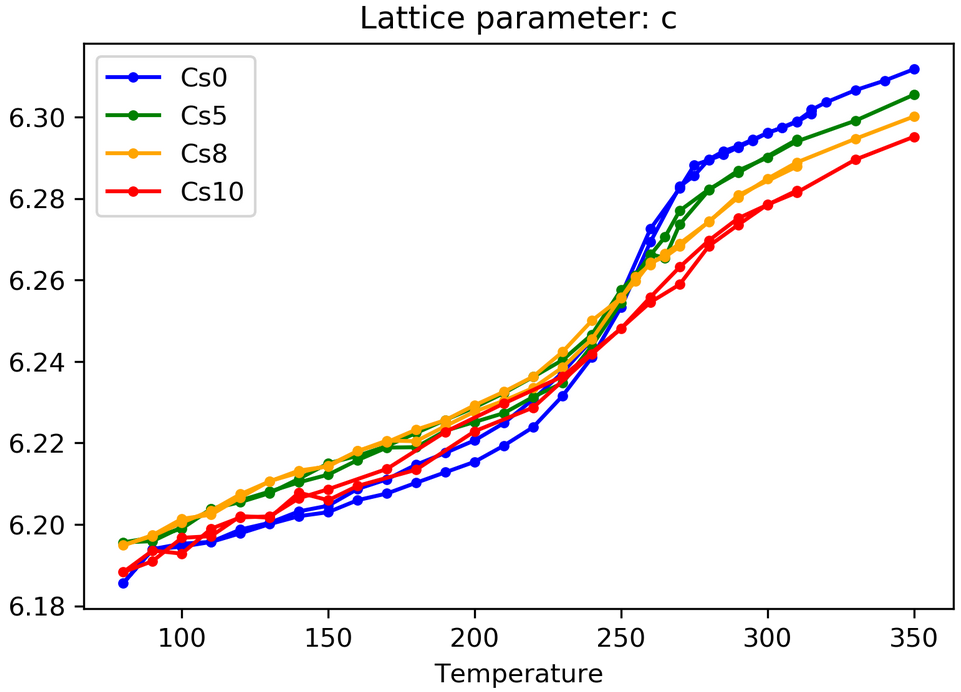 Lattice parameter: c
Cs0
Cs5
Cs8
Cs10
6.30
6.28
6.26
6.24
6.22
6.20
6.18
100 150 200 250 300 350
Temperature